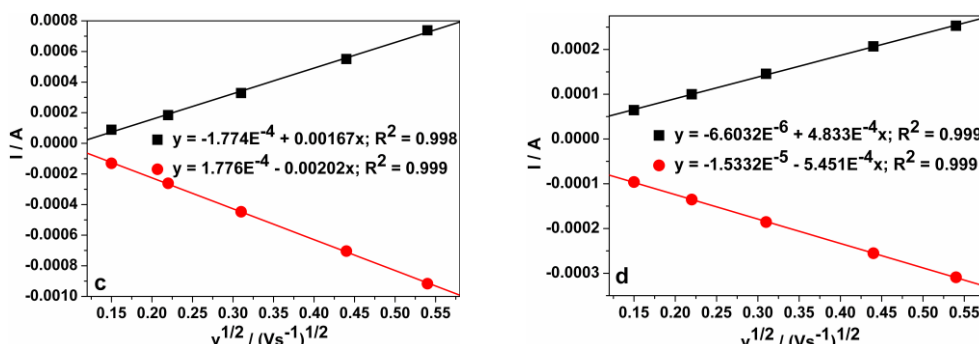 0.0008
0.0006
0.0004
0.0002
0.0000
-0.0002
-0.0004
-0.0006
-0.0008
-0.0010
I / A
y = -1.774E⁻⁴ + 0.00167x; R² = 0.998
y = 1.776E⁻⁴ - 0.00202x; R² = 0.999
c
0.15 0.20 0.25 0.30 0.35 0.40 0.45 0.50 0.55
v^1/2 / (Vs⁻¹)^1/2
0.0002
0.0001
0.0000
-0.0001
-0.0002
-0.0003
I / A
y = -6.6032E⁻⁶ + 4.833E⁻⁴x; R² = 0.999
y = -1.5332E⁻⁵ - 5.451E⁻⁴x; R² = 0.999
d
0.15 0.20 0.25 0.30 0.35 0.40 0.45 0.50 0.55
v^1/2 / (Vs⁻¹)^1/2